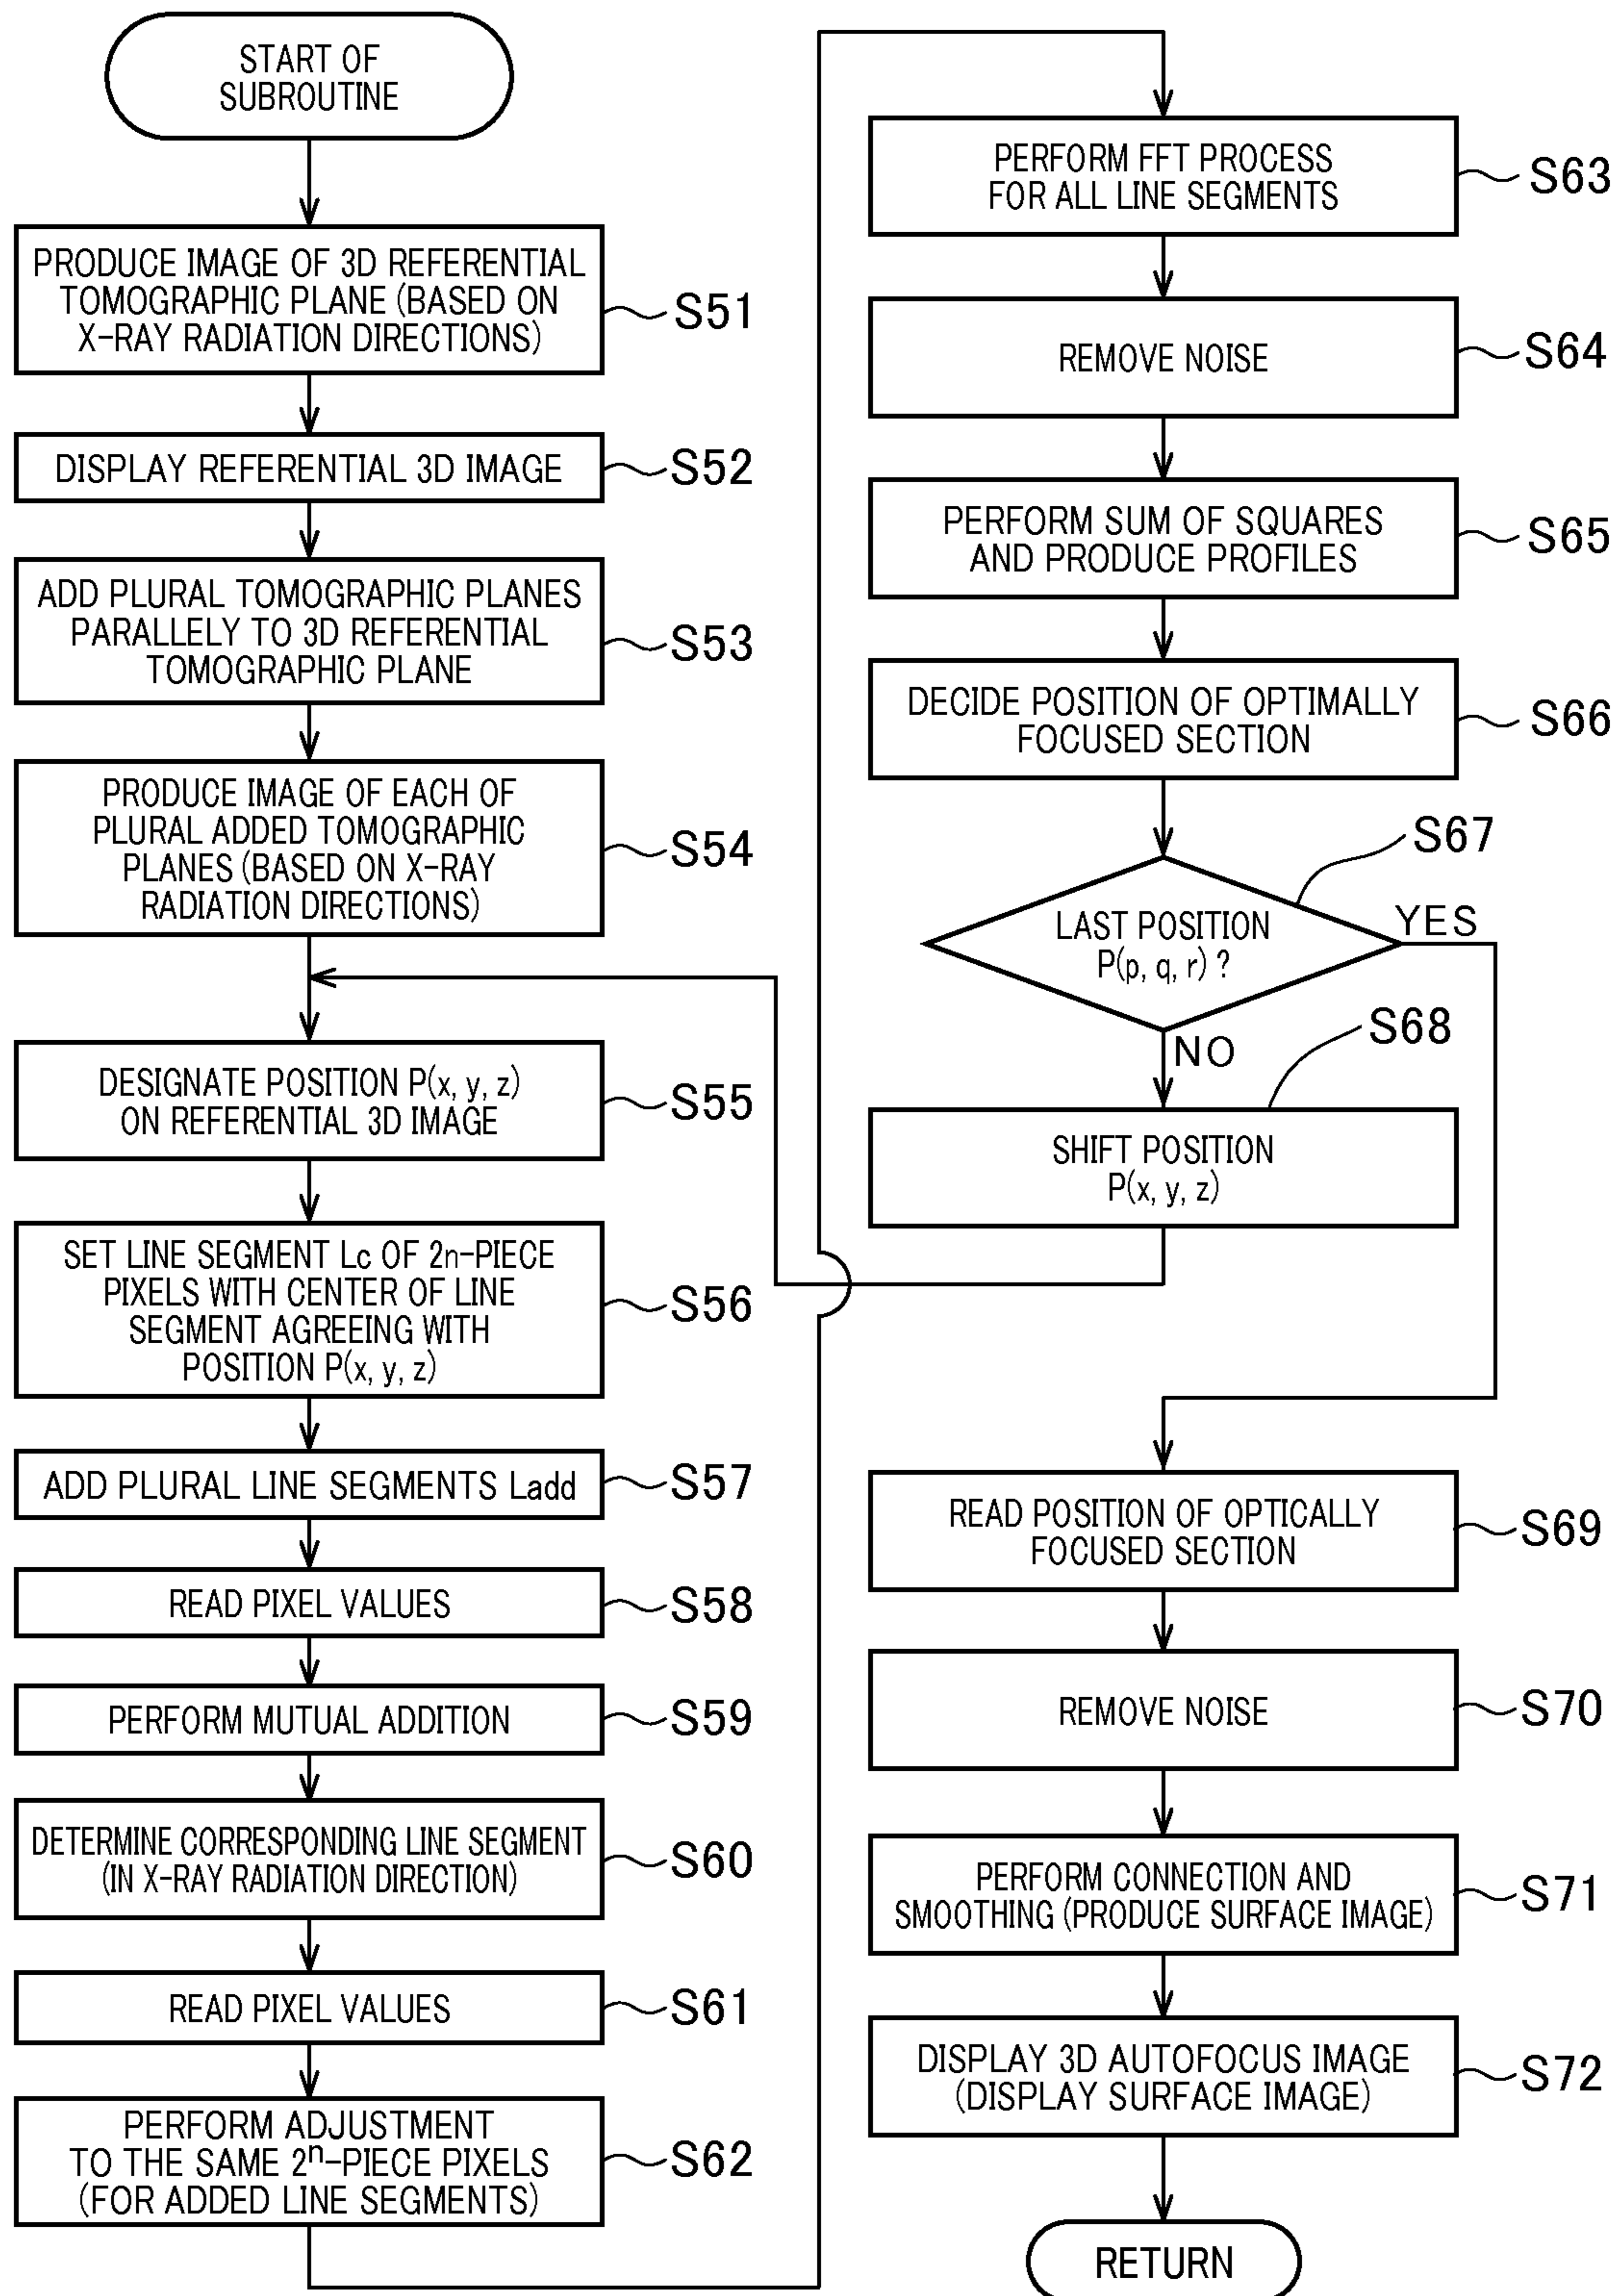 START OF
SUBROUTINE
PRODUCE IMAGE OF 3D REFERENTIAL
TOMOGRAPHIC PLANE (BASED ON
X-RAY RADIATION DIRECTIONS)
S51
DISPLAY REFERENTIAL 3D IMAGE
S52
ADD PLURAL TOMOGRAPHIC PLANES
PARALLELY TO 3D REFERENTIAL
TOMOGRAPHIC PLANE
S53
PRODUCE IMAGE OF EACH OF
PLURAL ADDED TOMOGRAPHIC
PLANES (BASED ON X-RAY
RADIATION DIRECTIONS)
S54
DESIGNATE POSITION P(x, y, z)
ON REFERENTIAL 3D IMAGE
S55
SET LINE SEGMENT Lc OF 2n-PIECE
PIXELS WITH CENTER OF LINE
SEGMENT AGREEING WITH
POSITION P(x, y, z)
S56
ADD PLURAL LINE SEGMENTS Ladd
S57
READ PIXEL VALUES
S58
PERFORM MUTUAL ADDITION
S59
DETERMINE CORRESPONDING LINE SEGMENT
(IN X-RAY RADIATION DIRECTION)
S60
READ PIXEL VALUES
S61
PERFORM ADJUSTMENT
TO THE SAME 2ⁿ-PIECE PIXELS
(FOR ADDED LINE SEGMENTS)
S62
PERFORM FFT PROCESS
FOR ALL LINE SEGMENTS
S63
REMOVE NOISE
S64
PERFORM SUM OF SQUARES
AND PRODUCE PROFILES
S65
DECIDE POSITION OF OPTIMALLY
FOCUSED SECTION
S66
LAST POSITION
P(p, q, r) ?
S67
YES
NO
SHIFT POSITION
P(x, y, z)
S68
READ POSITION OF OPTICALLY
FOCUSED SECTION
S69
REMOVE NOISE
S70
PERFORM CONNECTION AND
SMOOTHING (PRODUCE SURFACE IMAGE)
S71
DISPLAY 3D AUTOFOCUS IMAGE
(DISPLAY SURFACE IMAGE)
S72
RETURN